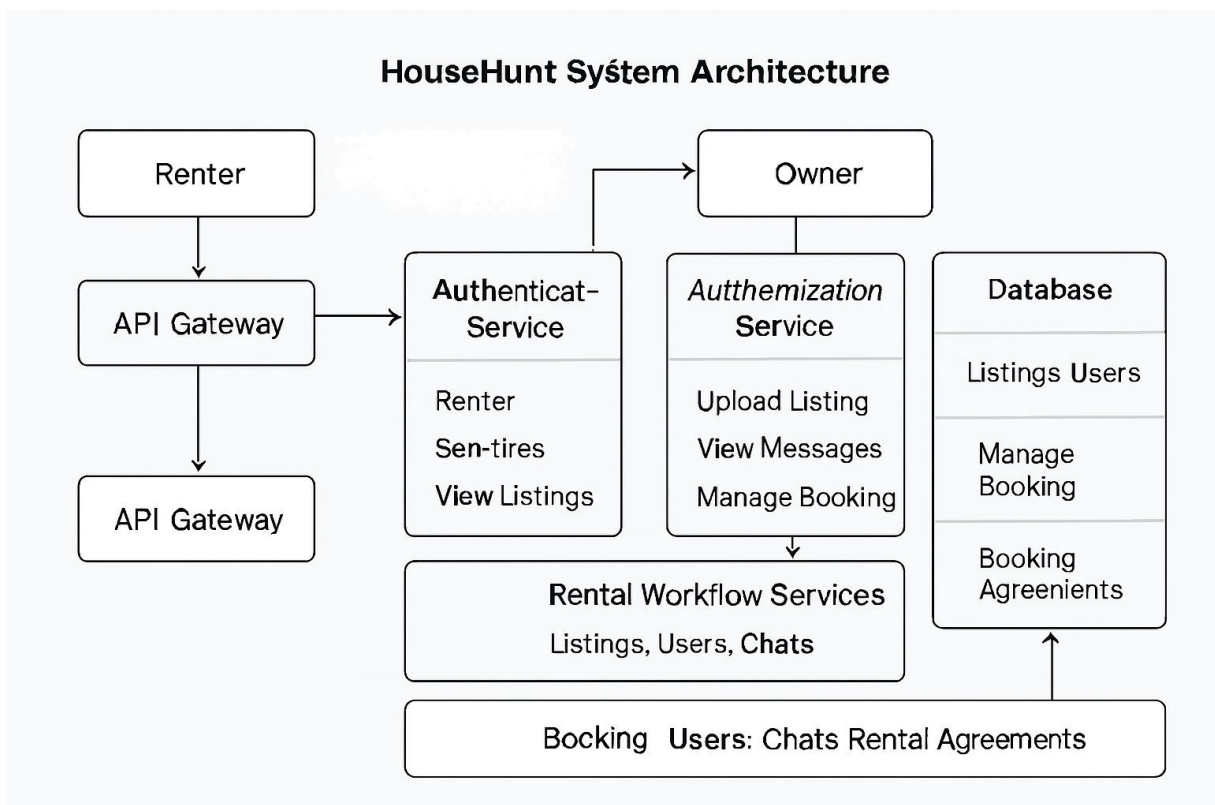 HouseHunt Syśtem Architecture
Renter
Owner
API Gateway
API Gateway
Authenticat-
Service
Renter
Sen-tires
View Listings
Autthemization
Service
Upload Listing
View Messages
Manage Booking
Database
Listings Users
Manage
Booking
Booking
Agreenients
Rental Workflow Services
Listings, Users, Chats
Bocking Users: Chats Rental Agreements